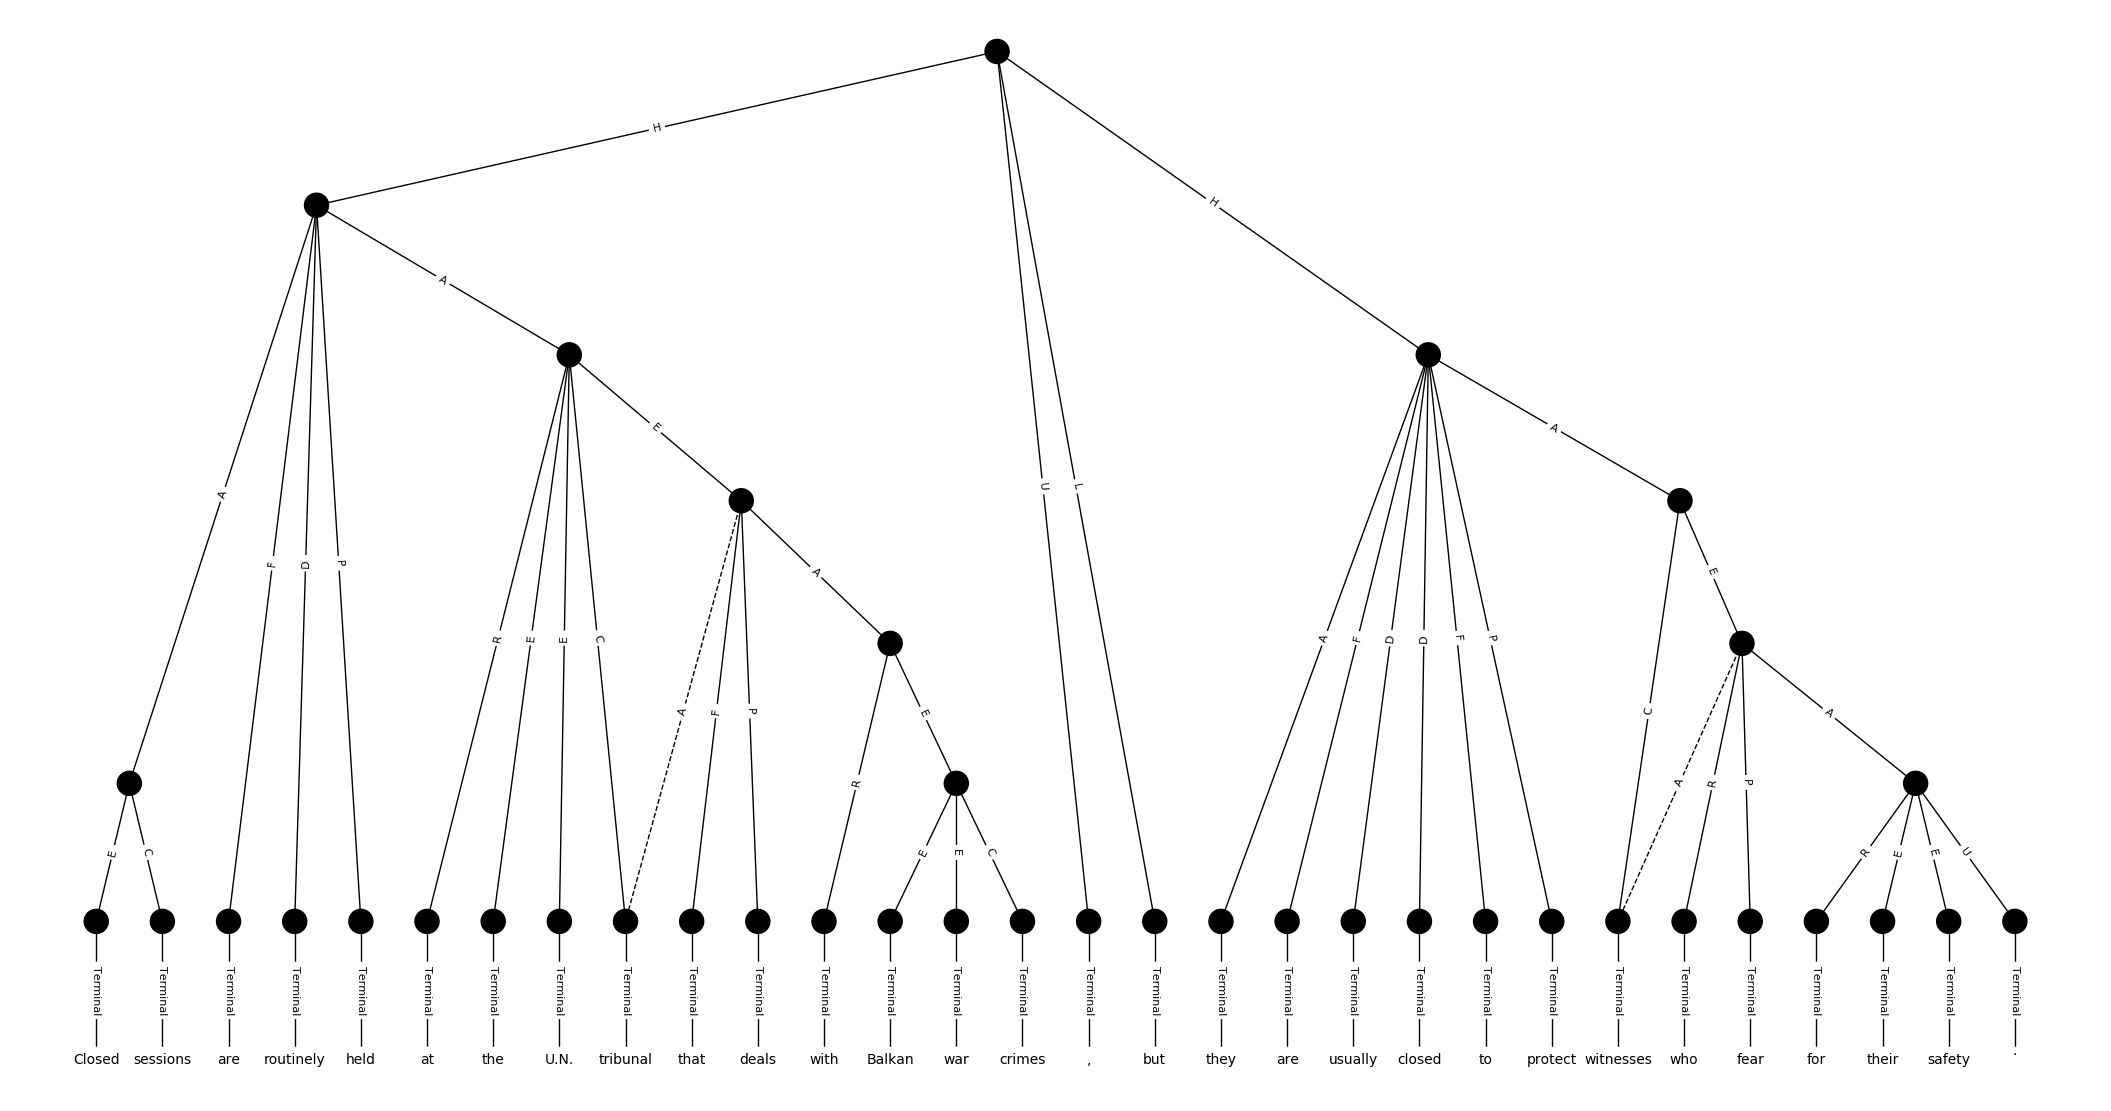 H
H
A
A
E
A
A
F
D
P
U
L
E
A
E
R
E
E
C
A
F
D
D
F
P
A
F
P
E
C
A
R
P
A
R
E
C
E
E
C
R
E
E
U
Terminal Terminal Terminal Terminal Terminal Terminal Terminal Terminal Terminal Terminal Terminal Terminal Terminal Terminal Terminal Terminal Terminal Terminal Terminal Terminal Terminal Terminal Terminal Terminal Terminal Terminal Terminal Terminal Terminal Terminal
Closed sessions are routinely held at the U.N. tribunal that deals with Balkan war crimes , but they are usually closed to protect witnesses who fear for their safety .